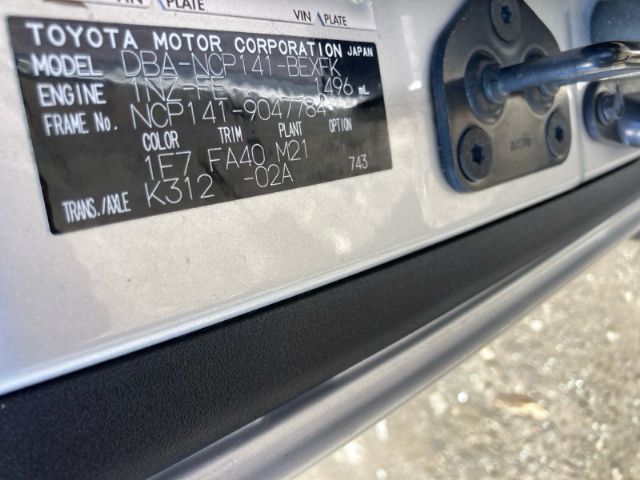 VIN PLATE VIN PLATE
TOYOTA MOTOR CORPORATION JAPAN
MODEL DBA-NCP141-BEXFK
ENGINE 1NZ-FE 1496 mL
FRAME No. NCP141-9047784
COLOR TRIM PLANT OPTION
1F7 FA40 M21
TRANS./AXLE K312 -02A 743